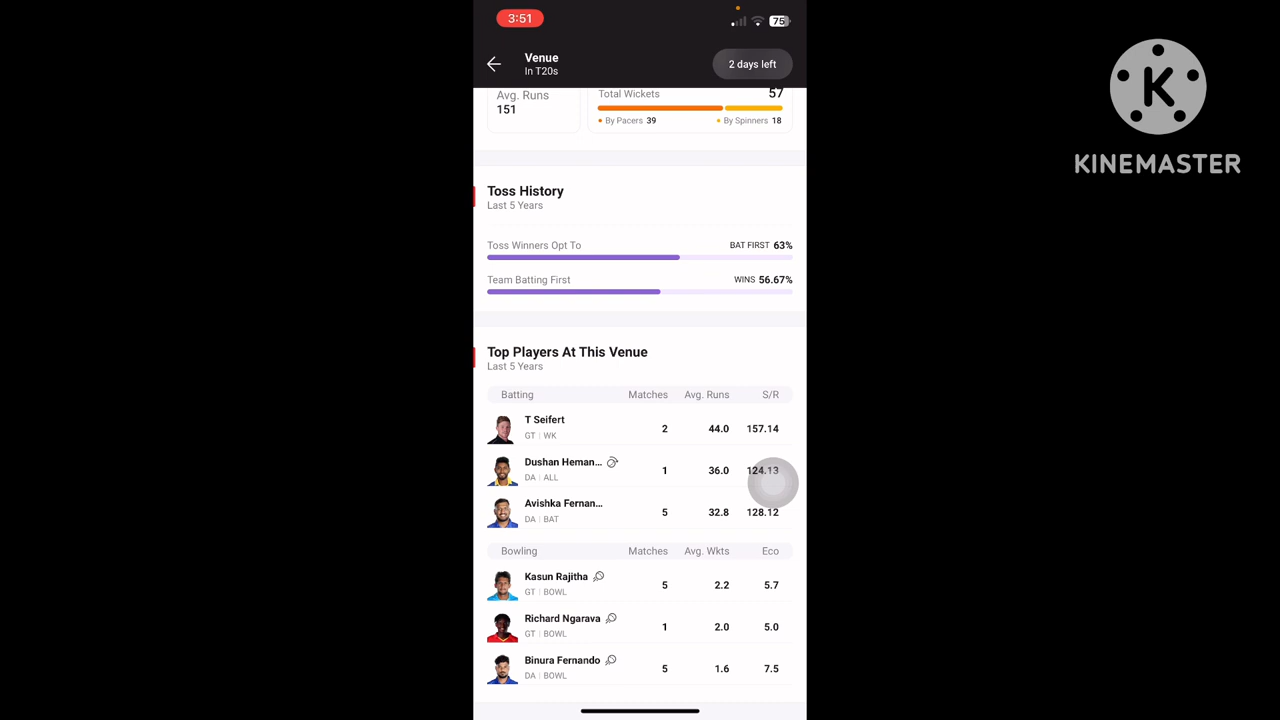 3:51
75
Venue
In T20s
2 days left
Avg. Runs
151
Total Wickets 57
By Pacers 39 By Spinners 18
Toss History
Last 5 Years
Toss Winners Opt To BAT FIRST 63%
Team Batting First WINS 56.67%
Top Players At This Venue
Last 5 Years
Batting Matches Avg. Runs S/R
T Seifert
GT | WK
2 44.0 157.14
Dushan Heman...
DA | ALL
1 36.0 124.13
Avishka Fernan...
DA | BAT
5 32.8 128.12
Bowling Matches Avg. Wkts Eco
Kasun Rajitha
GT | BOWL
5 2.2 5.7
Richard Ngarava
GT | BOWL
1 2.0 5.0
Binura Fernando
DA | BOWL
5 1.6 7.5
K
KINEMASTER